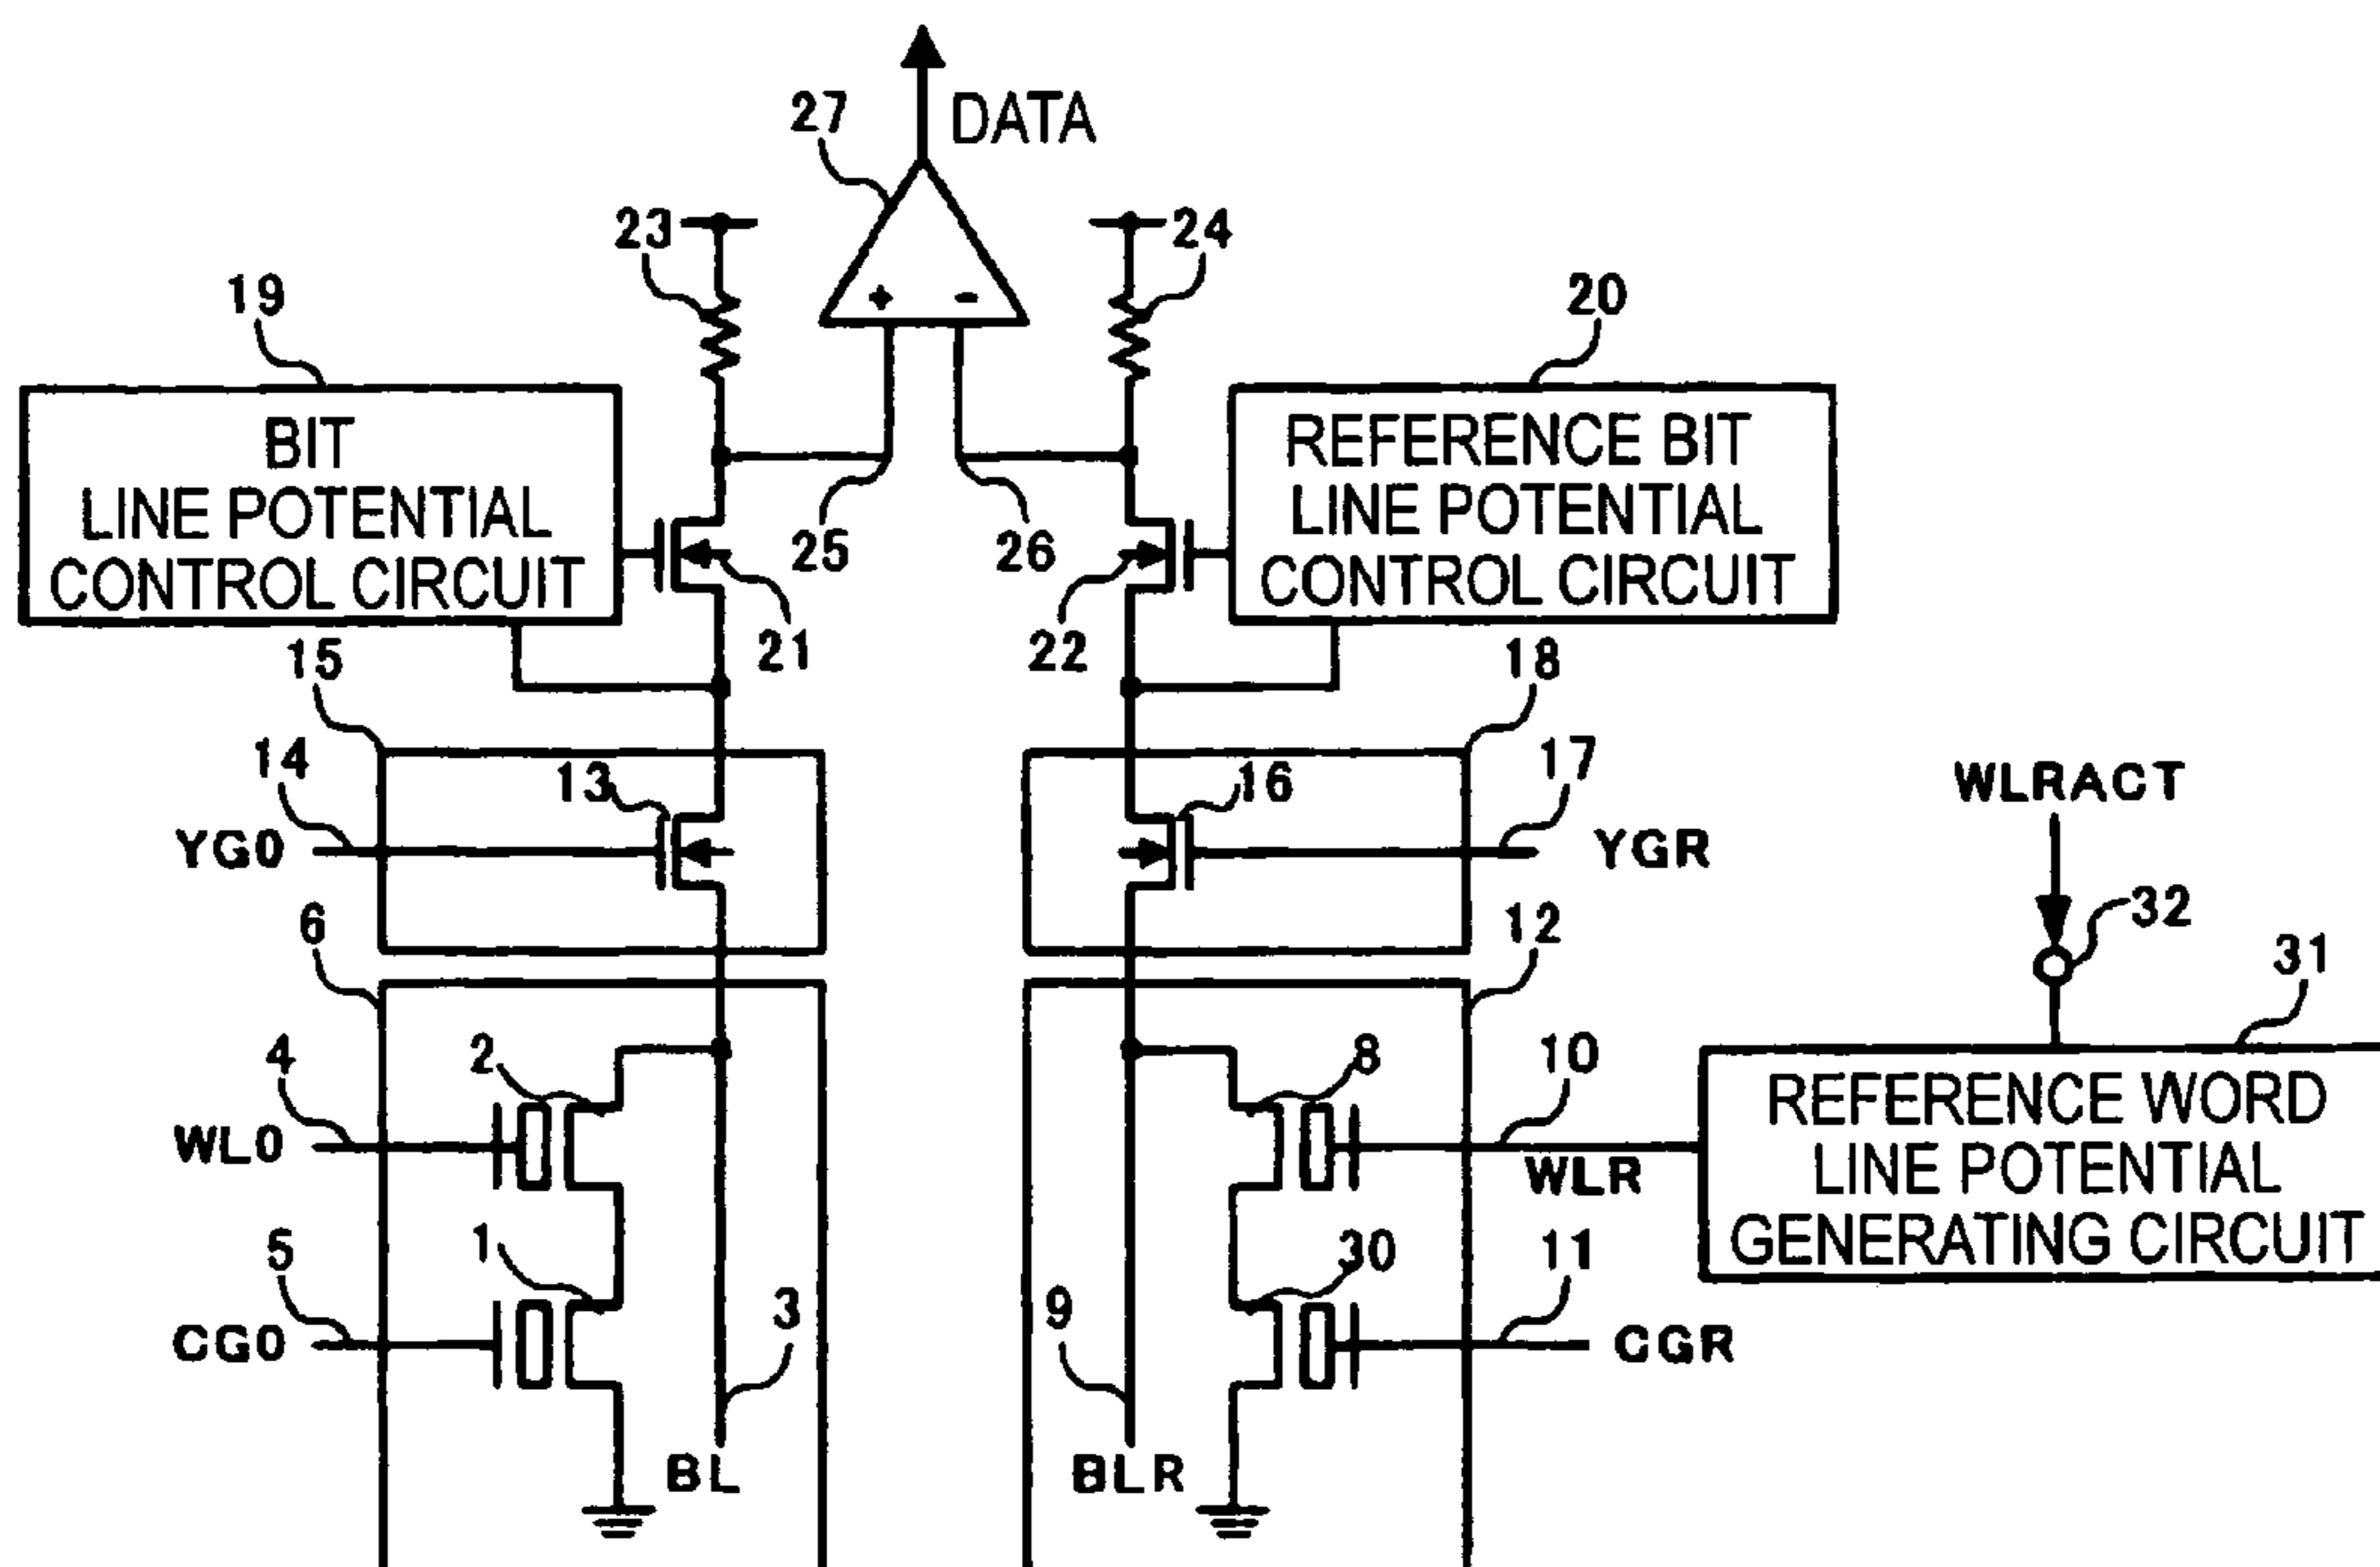 DATA
27
23
24
19
20
BIT
LINE POTENTIAL
CONTROL CIRCUIT
REFERENCE BIT
LINE POTENTIAL
CONTROL CIRCUIT
+
-
25
26
21
22
15
18
14
13
16
17
YG0
YGR
WLRACT
32
6
12
31
4
2
8
10
WL0
WLR
REFERENCE WORD
LINE POTENTIAL
GENERATING CIRCUIT
5
1
3
9
30
11
CG0
CGR
BL
BLR